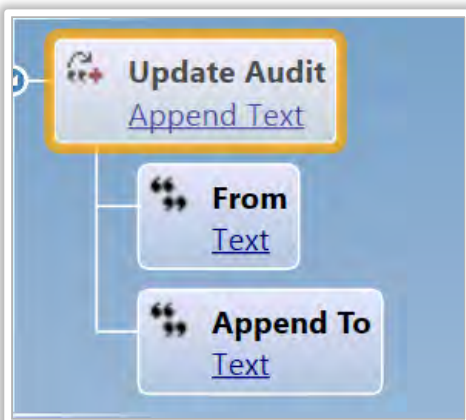 Update Audit
Append Text
From
Text
Append To
Text